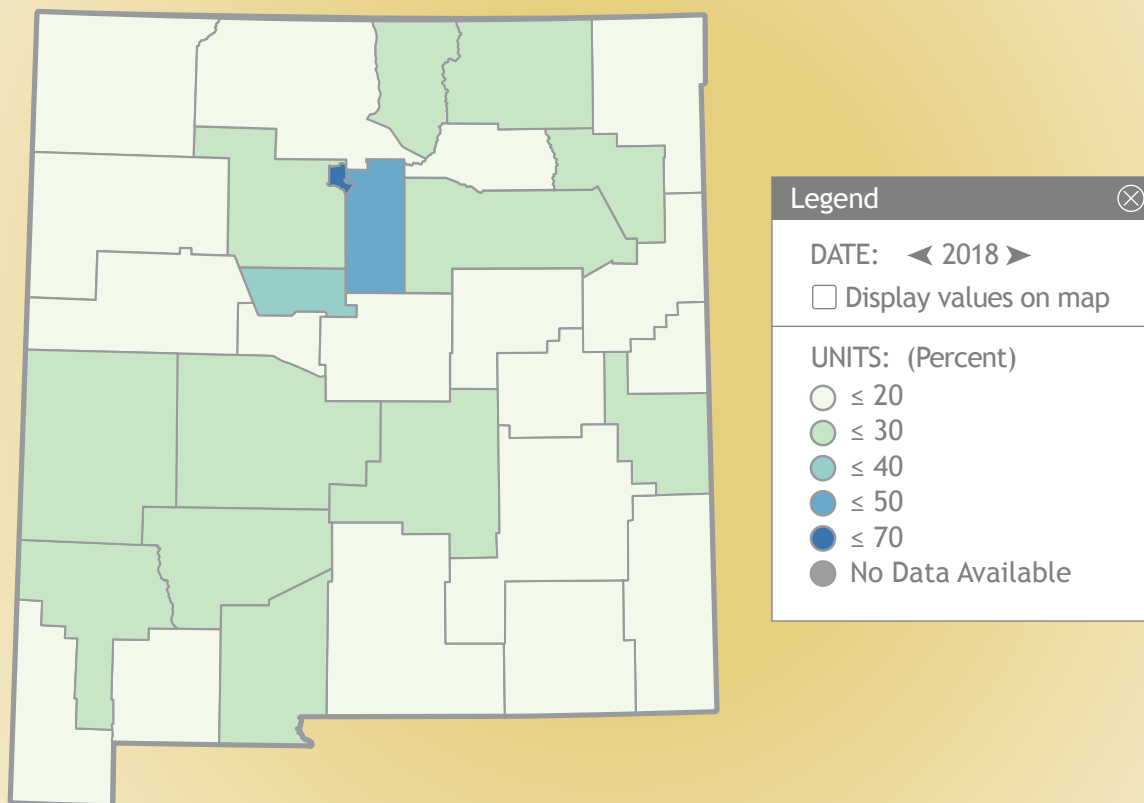 Legend
DATE: 2018
Display values on map
UNITS: (Percent)
≤ 20
≤ 30
≤ 40
≤ 50
≤ 70
No Data Available